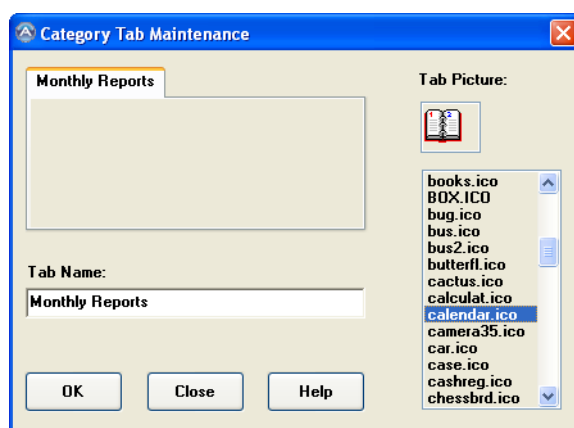 Category Tab Maintenance
Monthly Reports
Tab Picture:
1 2
books.ico
BOX.ICO
bug.ico
bus.ico
bus2.ico
butterfl.ico
cactus.ico
calculat.ico
calendar.ico
camera35.ico
car.ico
case.ico
cashreg.ico
chessbrd.ico
Tab Name:
Monthly Reports
OK Close Help